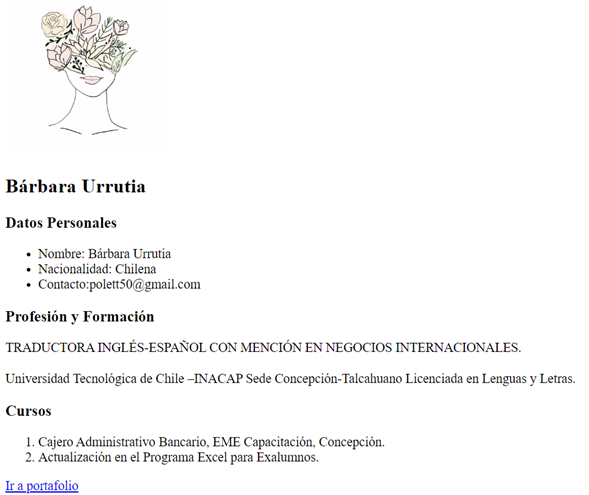 Bárbara Urrutia
Datos Personales
Nombre: Bárbara Urrutia
Nacionalidad: Chilena
Contacto:polett50@gmail.com
Profesión y Formación
TRADUCTORA INGLÉS-ESPAÑOL CON MENCIÓN EN NEGOCIOS INTERNACIONALES.
Universidad Tecnológica de Chile –INACAP Sede Concepción-Talcahuano Licenciada en Lenguas y Letras.
Cursos
1. Cajero Administrativo Bancario, EME Capacitación, Concepción.
2. Actualización en el Programa Excel para Exalumnos.
Ir a portafolio